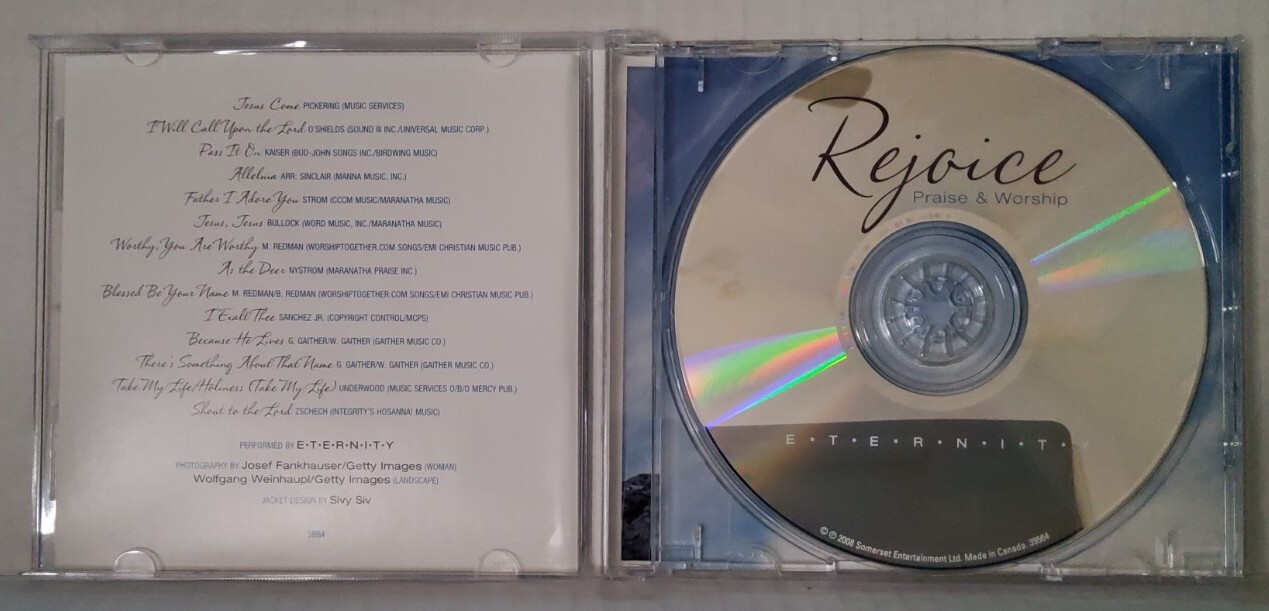 Jesus Come PICKERING (MUSIC SERVICES)
I Will Call Upon the Lord O'SHIELDS (SOUND III INC./UNIVERSAL MUSIC CORP.)
Pass It On KAISER (BUD-JOHN SONGS INC./BIRDWING MUSIC)
Alleluia ARR: SINCLAIR (MANNA MUSIC, INC.)
Father I Adore You STROM (CCCM MUSIC/MARANATHA MUSIC)
Jesus, Jesus BULLOCK (WORD MUSIC, INC./MARANATHA MUSIC)
Worthy, You Are Worthy M. REDMAN (WORSHIPTOGETHER.COM SONGS/EMI CHRISTIAN MUSIC PUB.)
As the Deer NYSTROM (MARANATHA PRAISE INC.)
Blessed Be Your Name M. REDMAN/B. REDMAN (WORSHIPTOGETHER.COM SONGS/EMI CHRISTIAN MUSIC PUB.)
I Exalt Thee SANCHEZ JR. (COPYRIGHT CONTROL/MCPS)
Because He Lives G. GAITHER/W. GAITHER (GAITHER MUSIC CO.)
There's Something About That Name G. GAITHER/W. GAITHER (GAITHER MUSIC CO.)
Take My Life/Holiness (Take My Life) UNDERWOOD (MUSIC SERVICES O/B/O MERCY PUB.)
Shout to the Lord ZSCHECH (INTEGRITY'S HOSANNA! MUSIC)
PERFORMED BY E•T•E•R•N•I•T•Y
PHOTOGRAPHY BY Josef Fankhauser/Getty Images (WOMAN)
Wolfgang Weinhaupl/Getty Images (LANDSCAPE)
JACKET DESIGN BY Sivy Siv
39564
Rejoice
Praise & Worship
E • T • E • R • N • I • T • Y
© ℗ 2008 Somerset Entertainment Ltd. Made in Canada. 39564